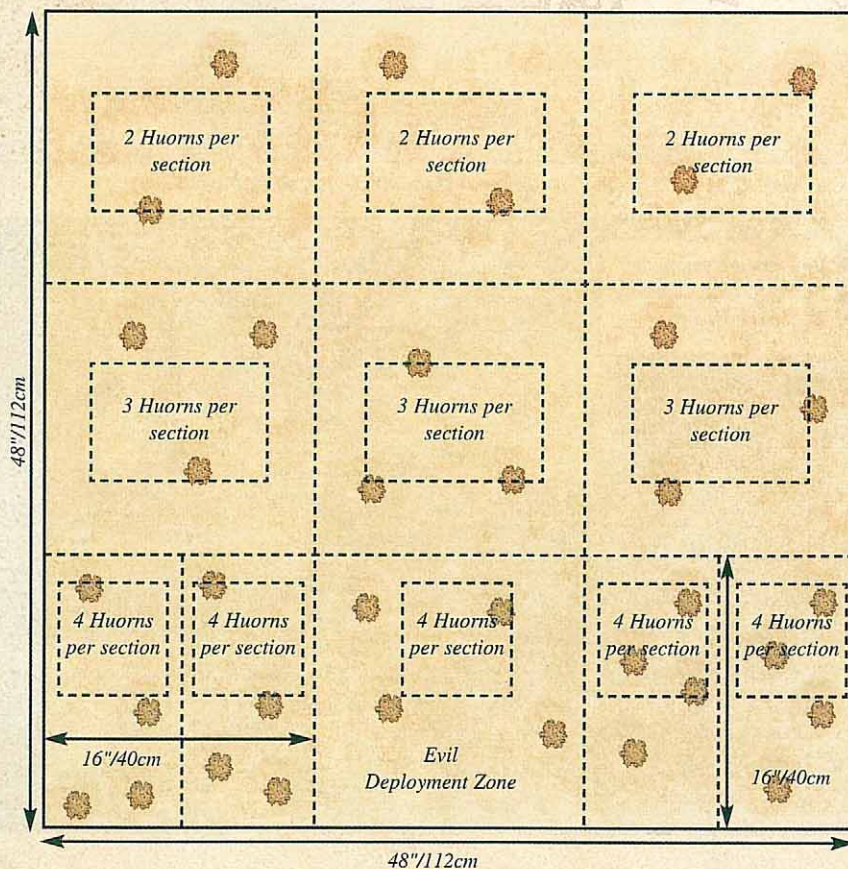 2 Huorns per
section
2 Huorns per
section
2 Huorns per
section
48"/112cm
3 Huorns per
section
3 Huorns per
section
3 Huorns per
section
4 Huorns
per section
4 Huorns
per section
4 Huorns
per section
4 Huorns
per section
4 Huorns
per section
16"/40cm
Evil
Deployment Zone
16"/40cm
48"/112cm